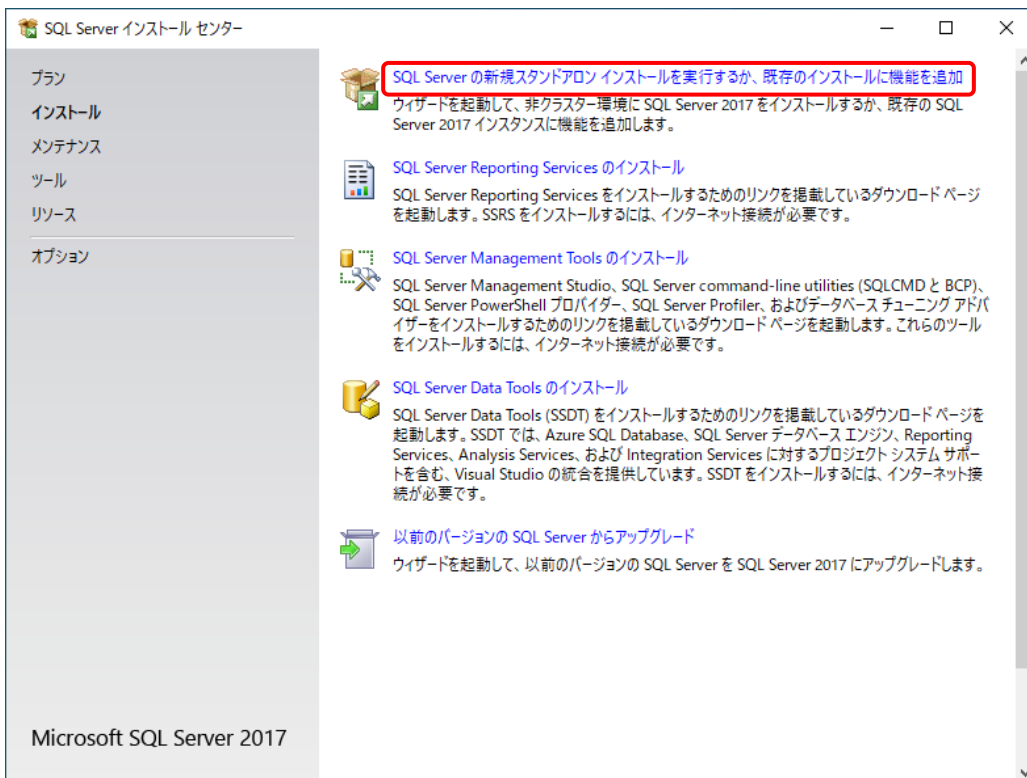 SQL Server インストール センター
プラン
インストール
メンテナンス
ツール
リソース
オプション
Microsoft SQL Server 2017
SQL Server の新規スタンドアロン インストールを実行するか、既存のインストールに機能を追加
ウィザードを起動して、非クラスター環境に SQL Server 2017 をインストールするか、既存の SQL
Server 2017 インスタンスに機能を追加します。
SQL Server Reporting Services のインストール
SQL Server Reporting Services をインストールするためのリンクを掲載しているダウンロード ページ
を起動します。SSRS をインストールするには、インターネット接続が必要です。
SQL Server Management Tools のインストール
SQL Server Management Studio、SQL Server command-line utilities (SQLCMD と BCP)、
SQL Server PowerShell プロバイダー、SQL Server Profiler、およびデータベース チューニング アドバ
イザーをインストールするためのリンクを掲載しているダウンロード ページを起動します。これらのツール
をインストールするには、インターネット接続が必要です。
SQL Server Data Tools のインストール
SQL Server Data Tools (SSDT) をインストールするためのリンクを掲載しているダウンロード ページを
起動します。SSDT では、Azure SQL Database、SQL Server データベース エンジン、Reporting
Services、Analysis Services、および Integration Services に対するプロジェクト システム サポー
トを含む、Visual Studio の統合を提供しています。SSDT をインストールするには、インターネット接
続が必要です。
以前のバージョンの SQL Server からアップグレード
ウィザードを起動して、以前のバージョンの SQL Server を SQL Server 2017 にアップグレードします。